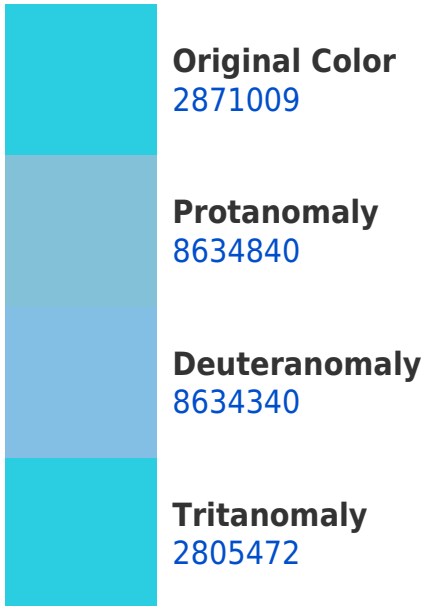 Original Color
2871009
Protanomaly
8634840
Deuteranomaly
8634340
Tritanomaly
2805472